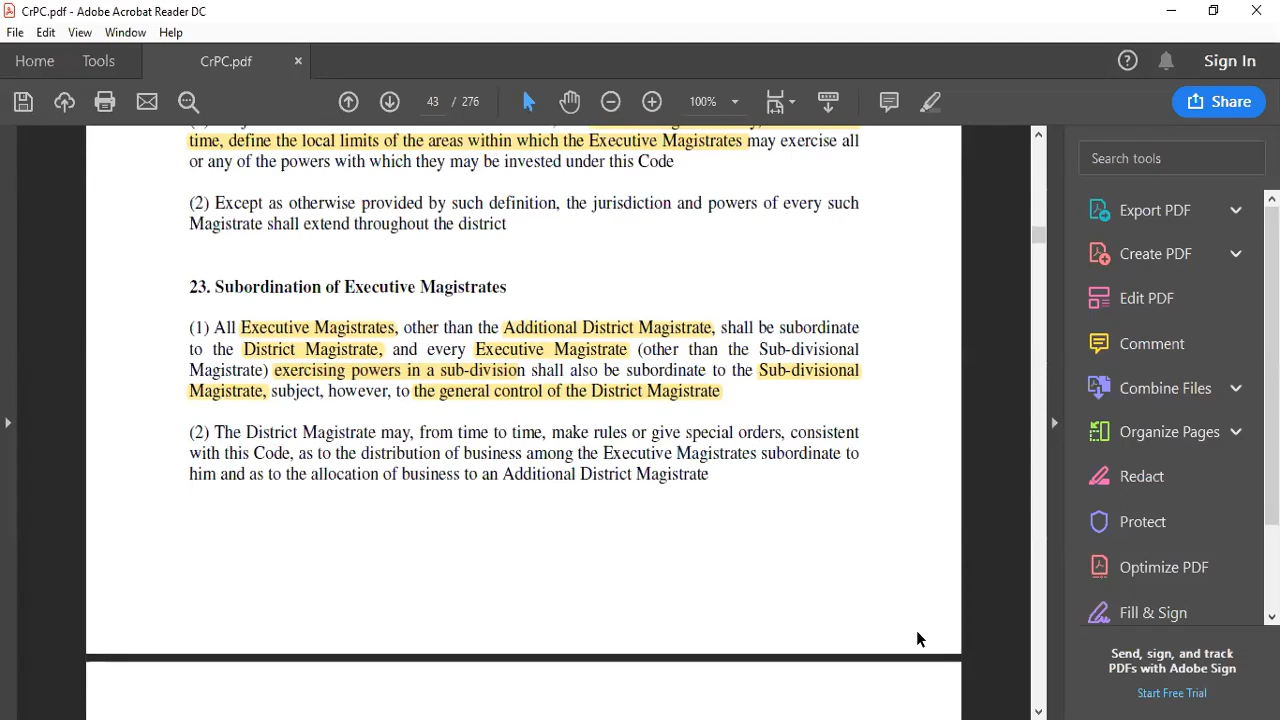 CrPC.pdf - Adobe Acrobat Reader DC
File Edit View Window Help
Home Tools CrPC.pdf × ? Sign In
43 / 276 100% Share
time, define the local limits of the areas within which the Executive Magistrates may exercise all
or any of the powers with which they may be invested under this Code
(2) Except as otherwise provided by such definition, the jurisdiction and powers of every such
Magistrate shall extend throughout the district
23. Subordination of Executive Magistrates
(1) All Executive Magistrates, other than the Additional District Magistrate, shall be subordinate
to the District Magistrate, and every Executive Magistrate (other than the Sub-divisional
Magistrate) exercising powers in a sub-division shall also be subordinate to the Sub-divisional
Magistrate, subject, however, to the general control of the District Magistrate
(2) The District Magistrate may, from time to time, make rules or give special orders, consistent
with this Code, as to the distribution of business among the Executive Magistrates subordinate to
him and as to the allocation of business to an Additional District Magistrate
Search tools
Export PDF
Create PDF
Edit PDF
Comment
Combine Files
Organize Pages
Redact
Protect
Optimize PDF
Fill & Sign
Send, sign, and track
PDFs with Adobe Sign
Start Free Trial